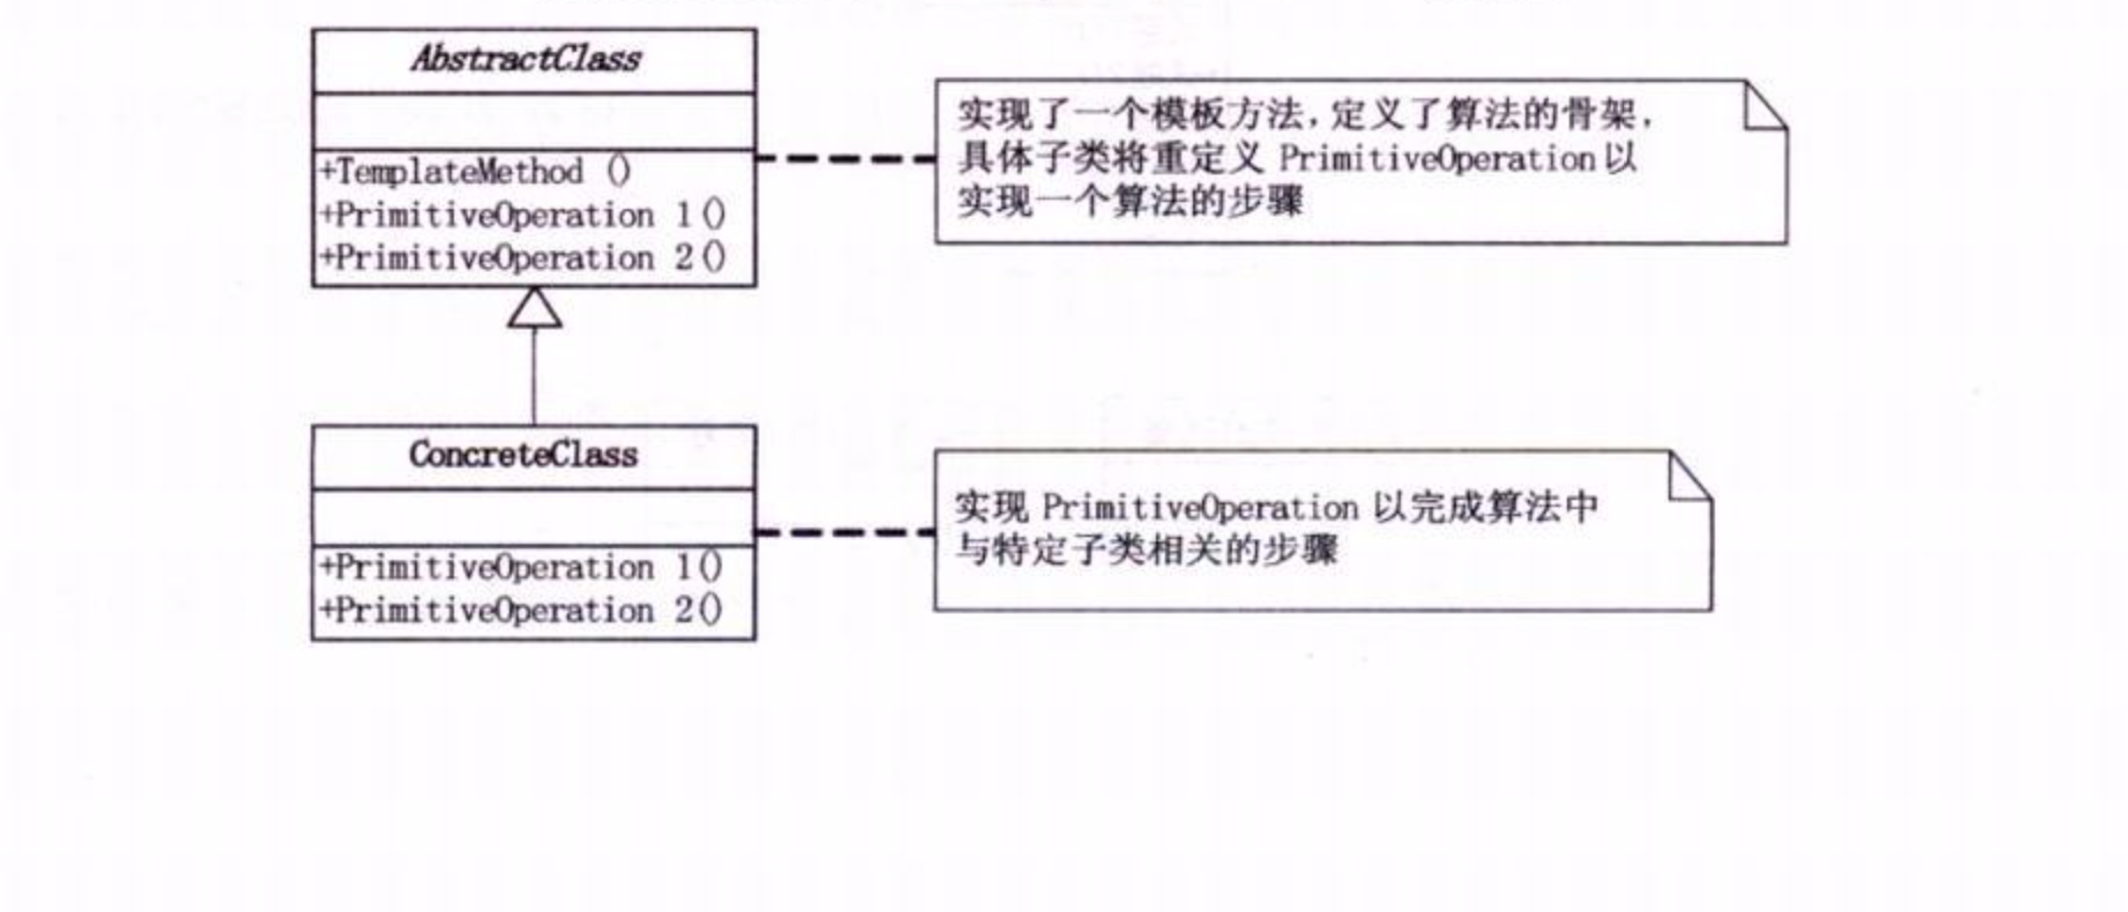 AbstractClass
+TemplateMethod ()
+PrimitiveOperation 1()
+PrimitiveOperation 2()
实现了一个模板方法，定义了算法的骨架，
具体子类将重定义 PrimitiveOperation 以
实现一个算法的步骤
ConcreteClass
+PrimitiveOperation 1()
+PrimitiveOperation 2()
实现 PrimitiveOperation 以完成算法中
与特定子类相关的步骤